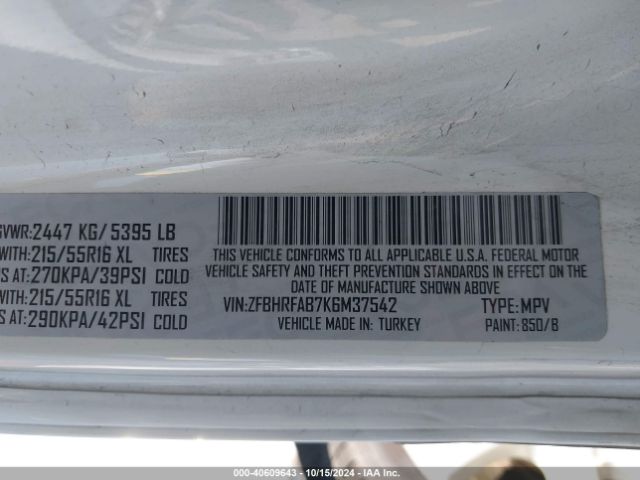 GVWR:2447 KG/ 5395 LB
WITH:215/55R16 XL TIRES
AT:270KPA/39PSI COLD
WITH:215/55R16 XL TIRES
AT:290KPA/42PSI COLD
THIS VEHICLE CONFORMS TO ALL APPLICABLE U.S.A. FEDERAL MOTOR
VEHICLE SAFETY AND THEFT PREVENTION STANDARDS IN EFFECT ON THE
DATE OF MANUFACTURE SHOWN ABOVE
VIN:ZFBHRFAB7K6M37542 TYPE: MPV
VEHICLE MADE IN: TURKEY PAINT: 850/B
000-40609643 - 10/15/2024 - IAA Inc.